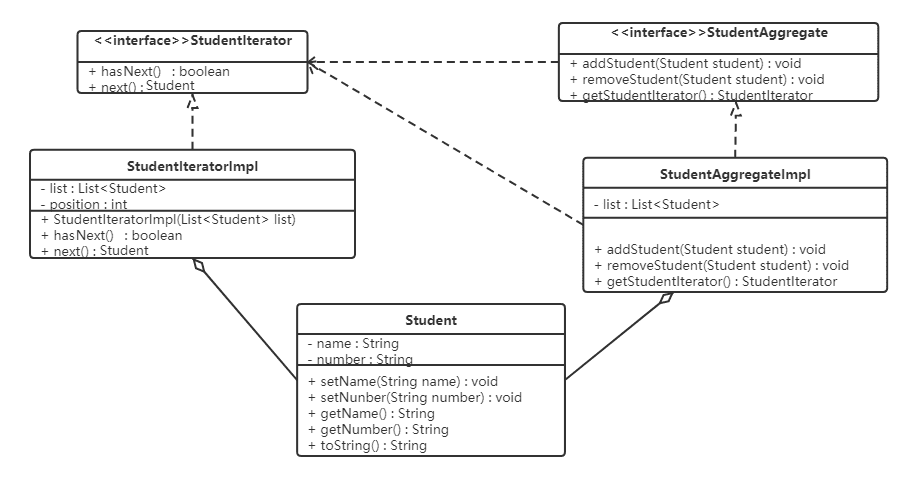 <<interface>>StudentIterator
+ hasNext()   : boolean
+ next() : Student
<<interface>>StudentAggregate
+ addStudent(Student student) : void
+ removeStudent(Student student) : void
+ getStudentIterator() : StudentIterator
StudentIteratorImpl
- list : List<Student>
- position : int
+ StudentIteratorImpl(List<Student> list)
+ hasNext()   : boolean
+ next() : Student
StudentAggregateImpl
- list : List<Student>
+ addStudent(Student student) : void
+ removeStudent(Student student) : void
+ getStudentIterator() : StudentIterator
Student
- name : String
- number : String
+ setName(String name) : void
+ setNunber(String number) : void
+ getName() : String
+ getNumber() : String
+ toString() : String